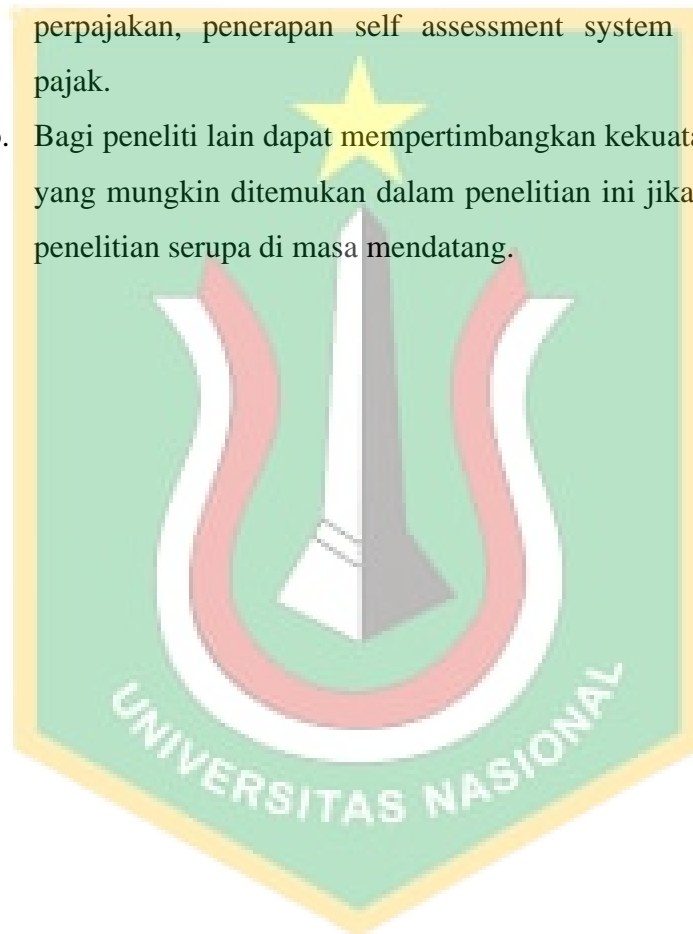 perpajakan, penerapan self assessment system
pajak.
Bagi peneliti lain dapat mempertimbangkan
yang mungkin ditemukan dalam penelitian ini jika
penelitian serupa di masa mendatang.
UNIVERSITAS NASIONAL